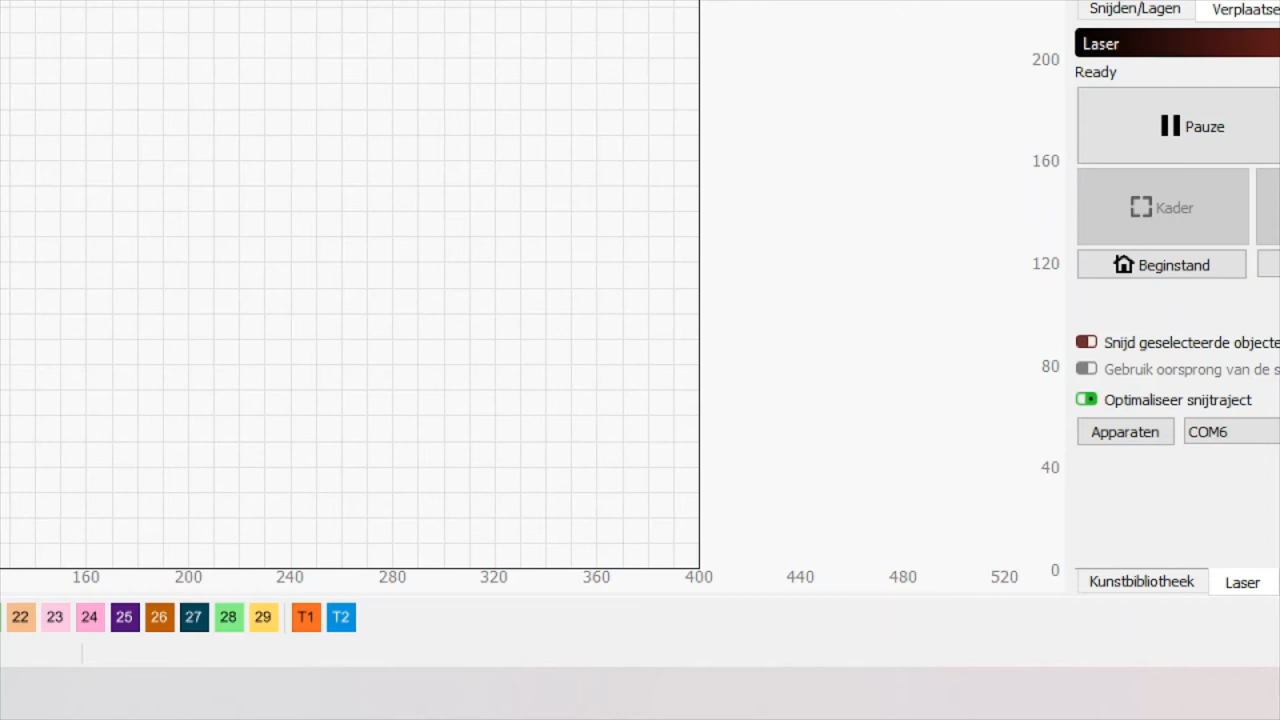 Snijden/Lagen
Laser
Ready
200
Pauze
160
Kader
120
Beginstand
Snijd geselecteerde
80
Gebruik oorsprong van de
Optimaliseer snijtraject
Apparaten COM6
40
160 200 240 280 320 360 400 440 480 520 0
Kunstbibliotheek Laser
22 23 24 25 26 27 28 29 T1 T2